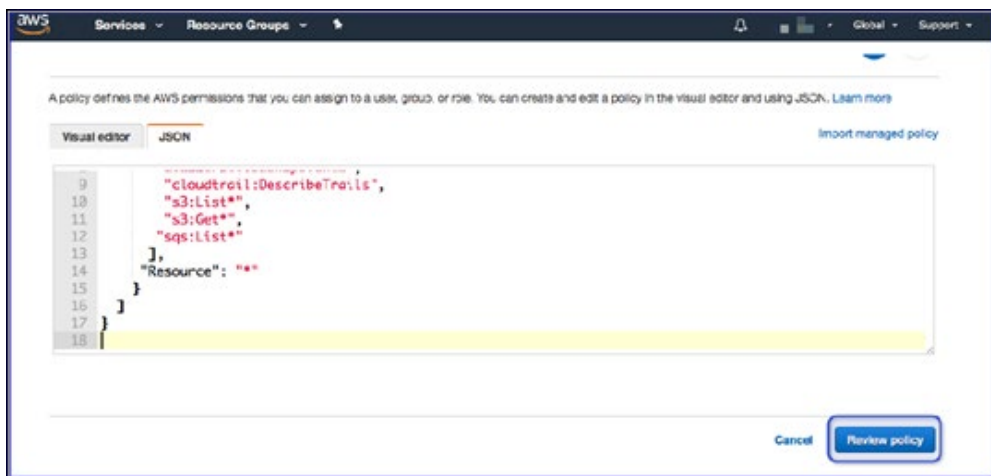 aws Services Resource Groups Global Support
A policy defines the AWS permissions that you can assign to a user, group, or role. You can create and edit a policy in the visual editor and using JSON. Learn more
Visual editor JSON Import managed policy
9 "cloudtrail:DescribeTrails",
10 "s3:List*",
11 "s3:Get*",
12 "sqs:List*"
13 ],
14 "Resource": "*"
15 }
16 ]
17 }
18
Cancel Review policy